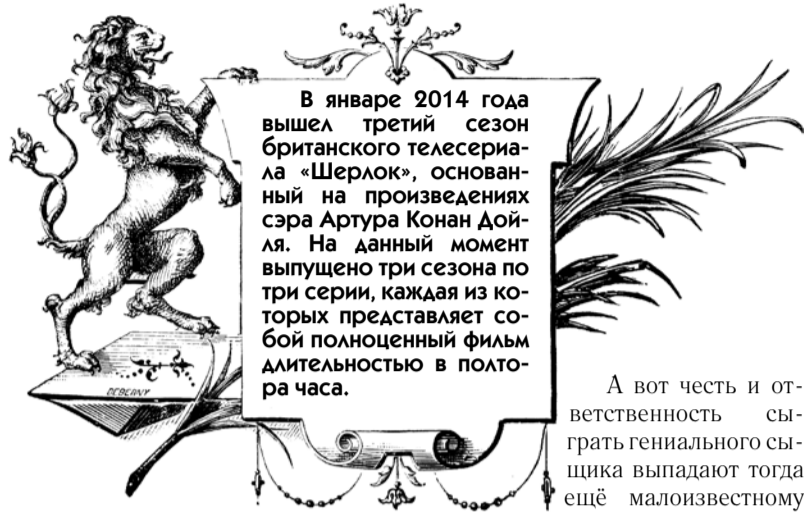 В январе 2014 года
вышел третий сезон
британского телесериа-
ла «Шерлок», основан-
ный на произведениях
сэра Артура Конан Дой-
ля. На данный момент
выпущено три сезона по
три серии, каждая из ко-
торых представляет со-
бой полноценный фильм
длительностью в полто-
ра часа.
DEBERNY
А вот честь и от-
ветственность сы-
грать гениального сы-
щика выпадают тогда
ещё малоизвестному